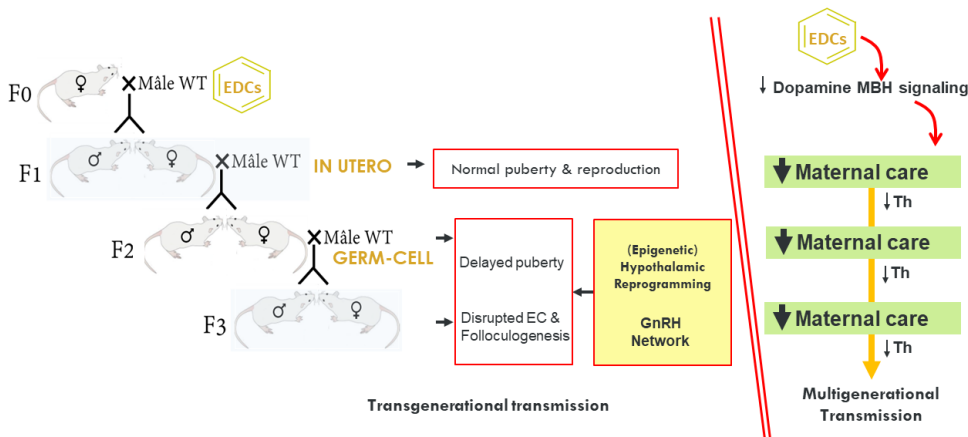 F0
♀
Mâle WT
EDCs
F1
♂
♀
Mâle WT
IN UTERO
Normal puberty & reproduction
F2
♂
♀
Mâle WT
GERM-CELL
F3
♂
♀
Delayed puberty
Disrupted EC &
Folloculogenesis
(Epigenetic)
Hypothalamic
Reprogramming
GnRH
Network
Transgenerational transmission
EDCs
↓ Dopamine MBH signaling
↓ Maternal care
↓ Th
↓ Maternal care
↓ Th
↓ Maternal care
↓ Th
Multigenerational
Transmission